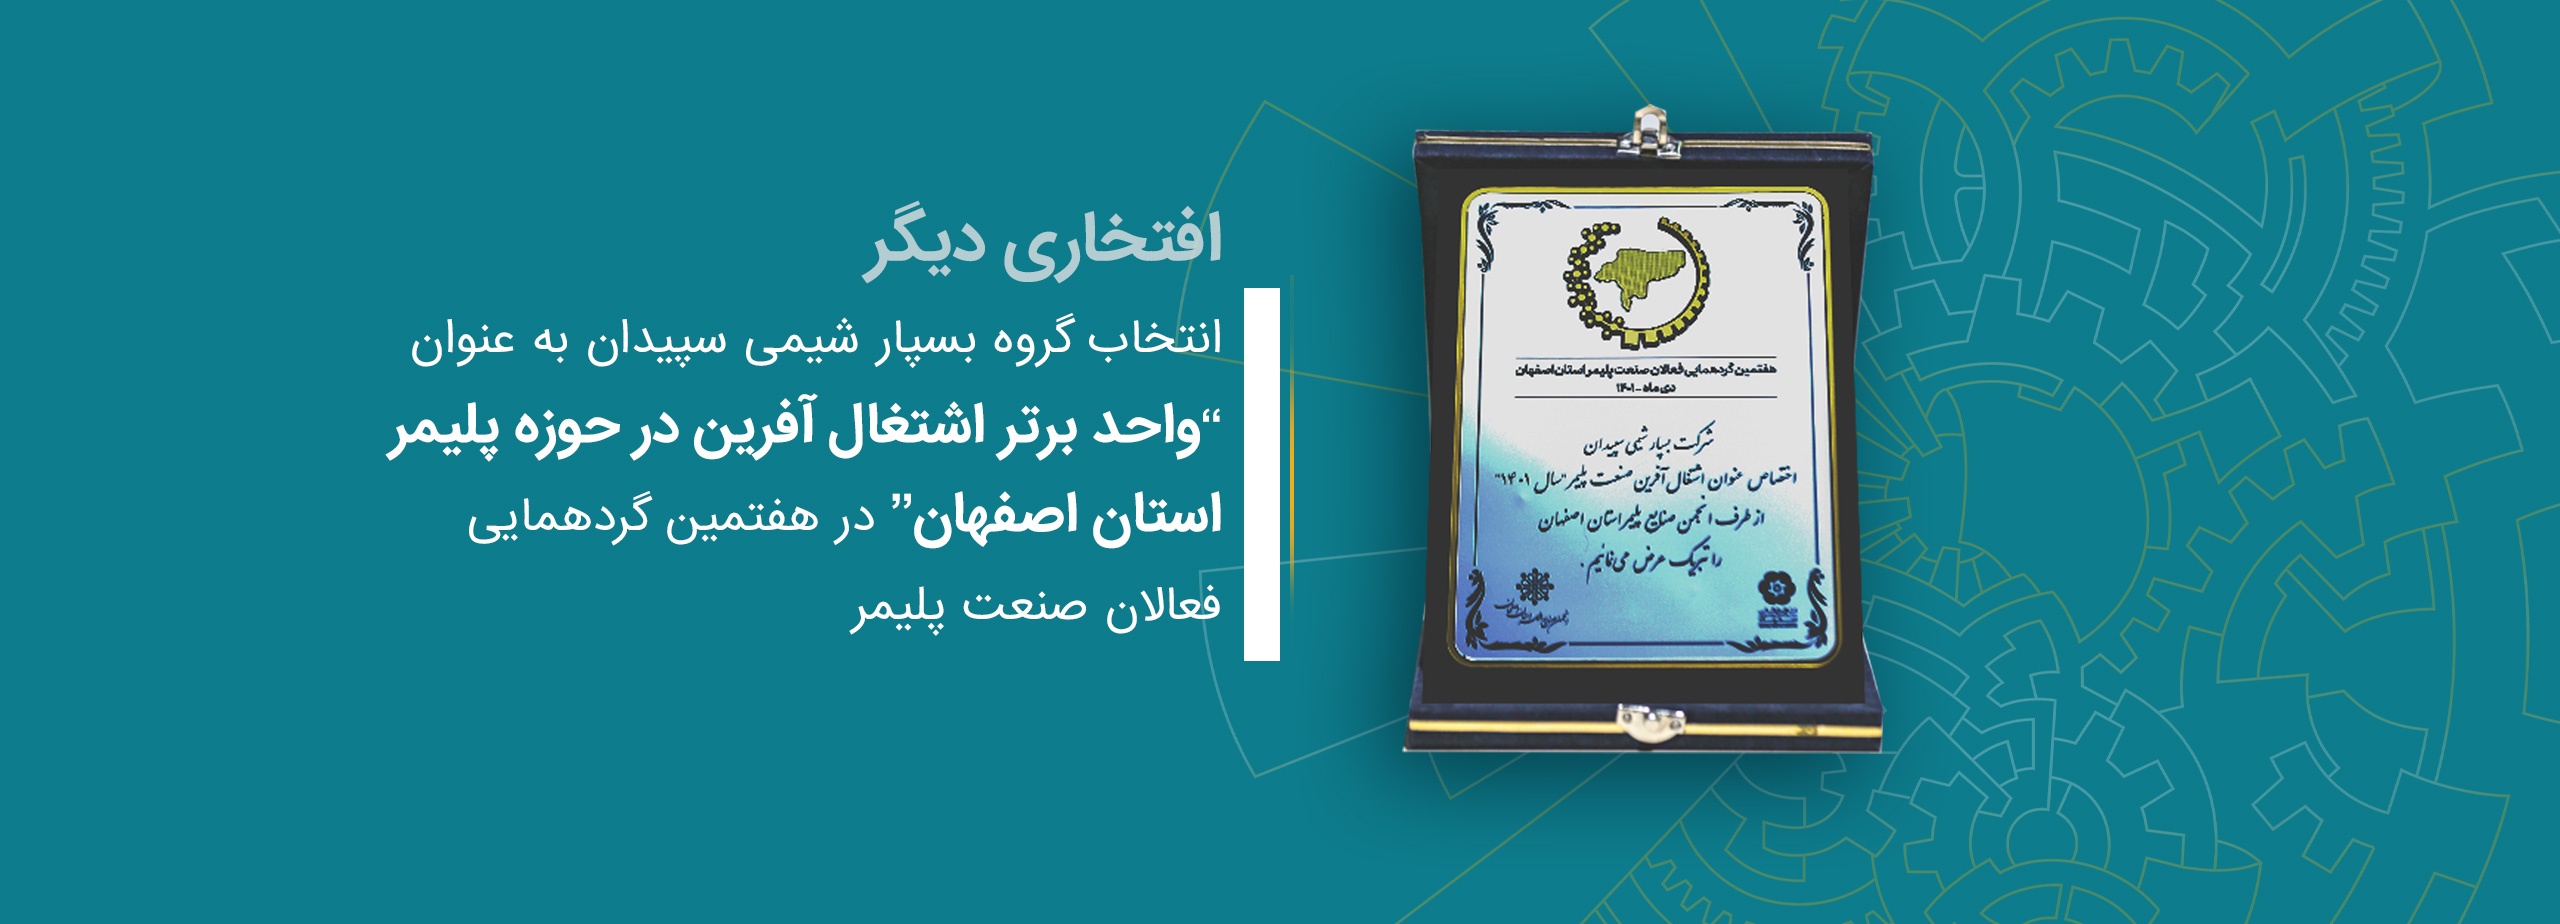 افتخاری دیگر
انتخاب گروه بسپار شیمی سپیدان به عنوان
“واحد برتر اشتغال آفرین در حوزه پلیمر
استان اصفهان” در هفتمین گردهمایی
فعالان صنعت پلیمر
هفتمین گردهمایی فعالان صنعت پلیمر استان اصفهان
دی ماه - ۱۴۰۱
شرکت بسپار شیمی سپیدان
اختصاص عنوان اشتغال آفرین صنعت پلیمر "سال ۱۴۰۱"
از طرف انجمن صنایع پلیمر استان اصفهان
را تبریک عرض می‌نمائیم.